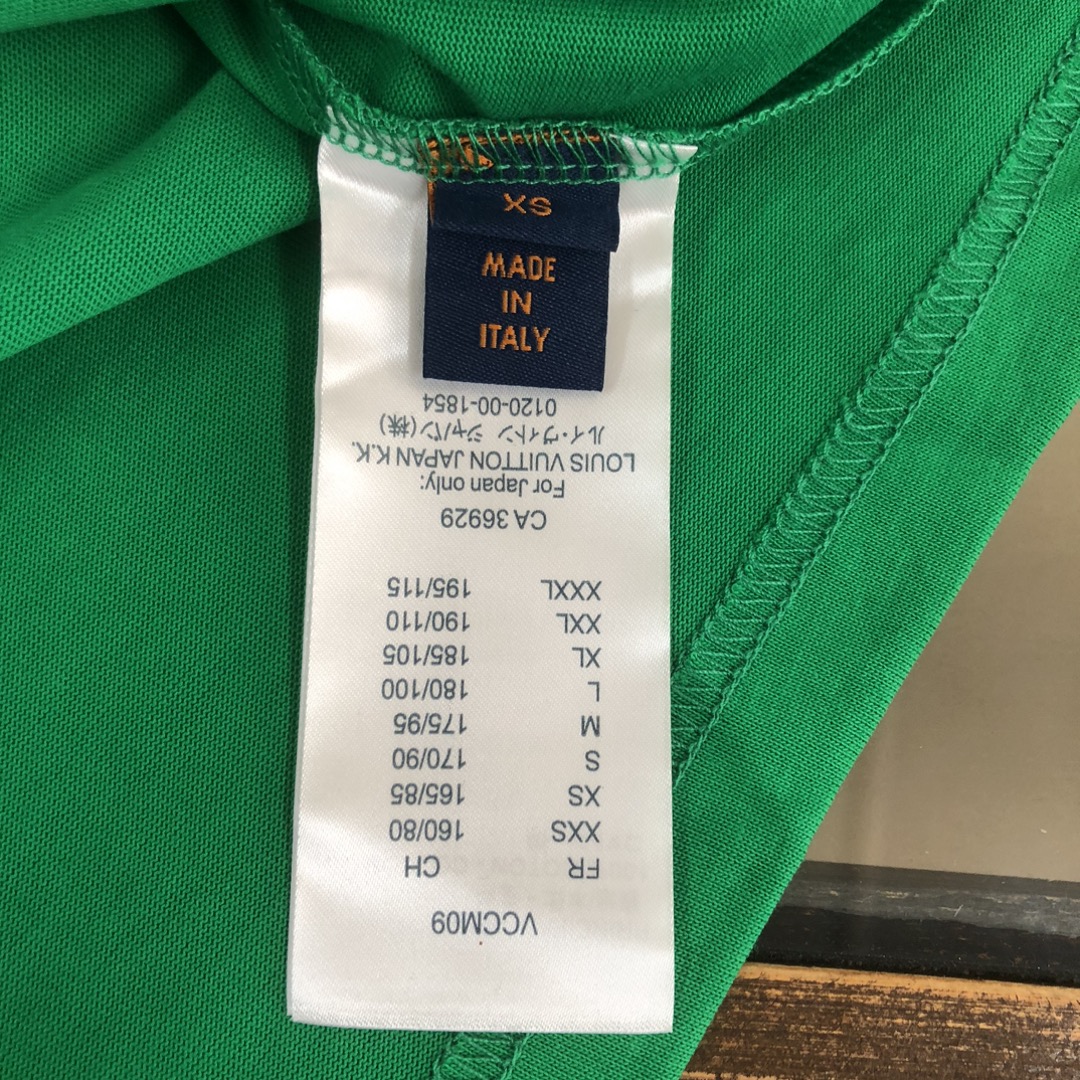 XS
MADE
IN
ITALY
VCCM09
FR CH
XXS 160/80
XS 165/85
S 170/90
M 175/95
L 180/100
XL 185/105
XXL 190/110
XXXL 195/115
CA 36929
For Japan only:
LOUIS VUITTON JAPAN K.K.
ルイ・ヴィトン ジャパン(株)
0120-00-1854